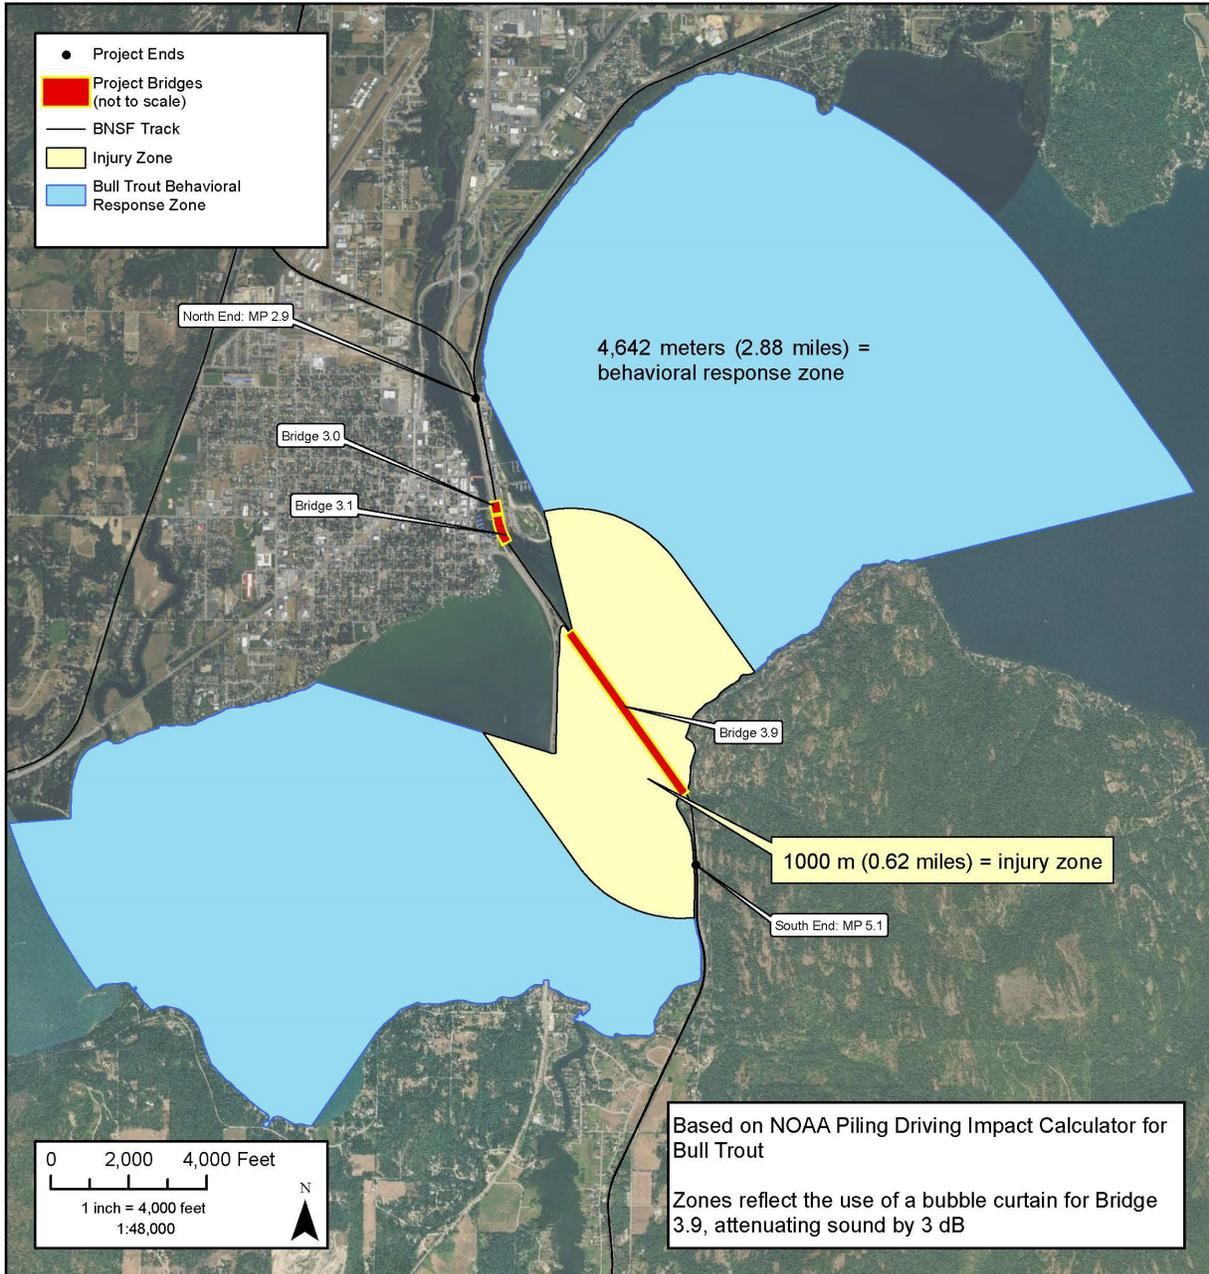 Project Ends
Project Bridges
(not to scale)
BNSF Track
Injury Zone
Bull Trout Behavioral
Response Zone
North End: MP 2.9
4,642 meters (2.88 miles) =
behavioral response zone
Bridge 3.0
Bridge 3.1
Bridge 3.9
1000 m (0.62 miles) = injury zone
South End: MP 5.1
0 2,000 4,000 Feet
1 inch = 4,000 feet
1:48,000
N
Based on NOAA Piling Driving Impact Calculator for
Bull Trout
Zones reflect the use of a bubble curtain for Bridge
3.9, attenuating sound by 3 dB